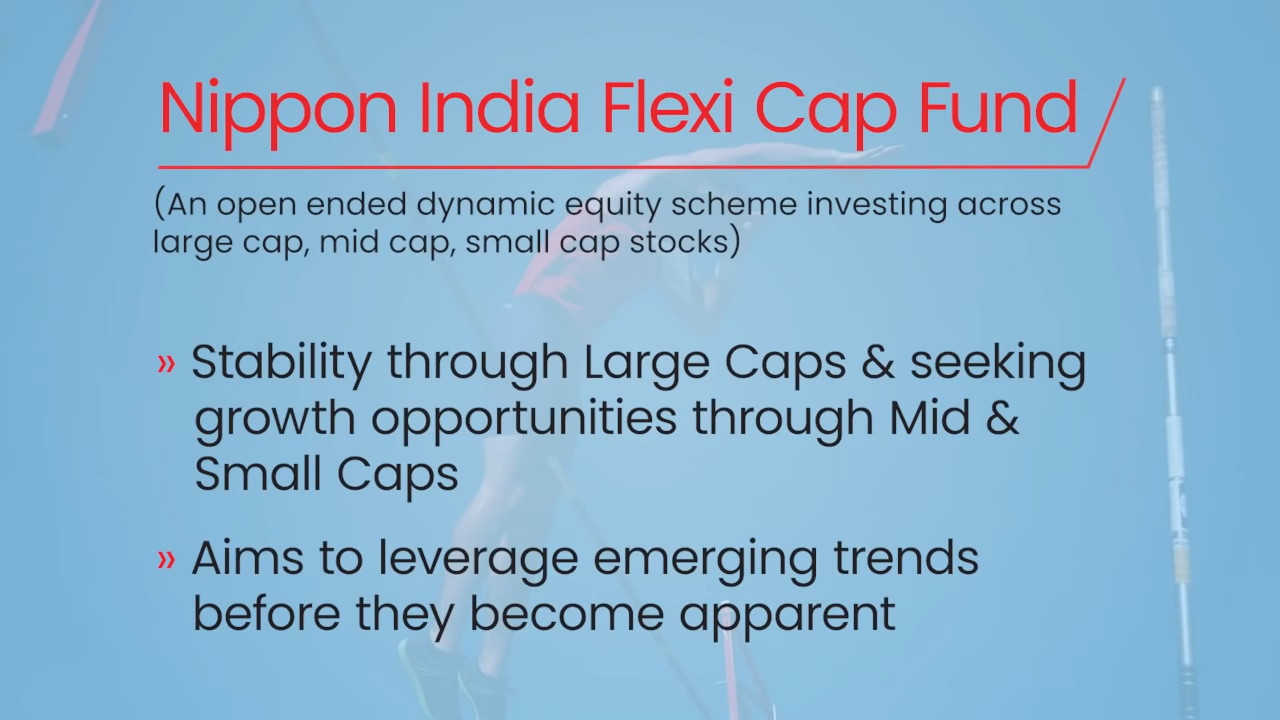 Nippon India Flexi Cap Fund
(An open ended dynamic equity scheme investing across
large cap, mid cap, small cap stocks)
» Stability through Large Caps & seeking
growth opportunities through Mid &
Small Caps
» Aims to leverage emerging trends
before they become apparent